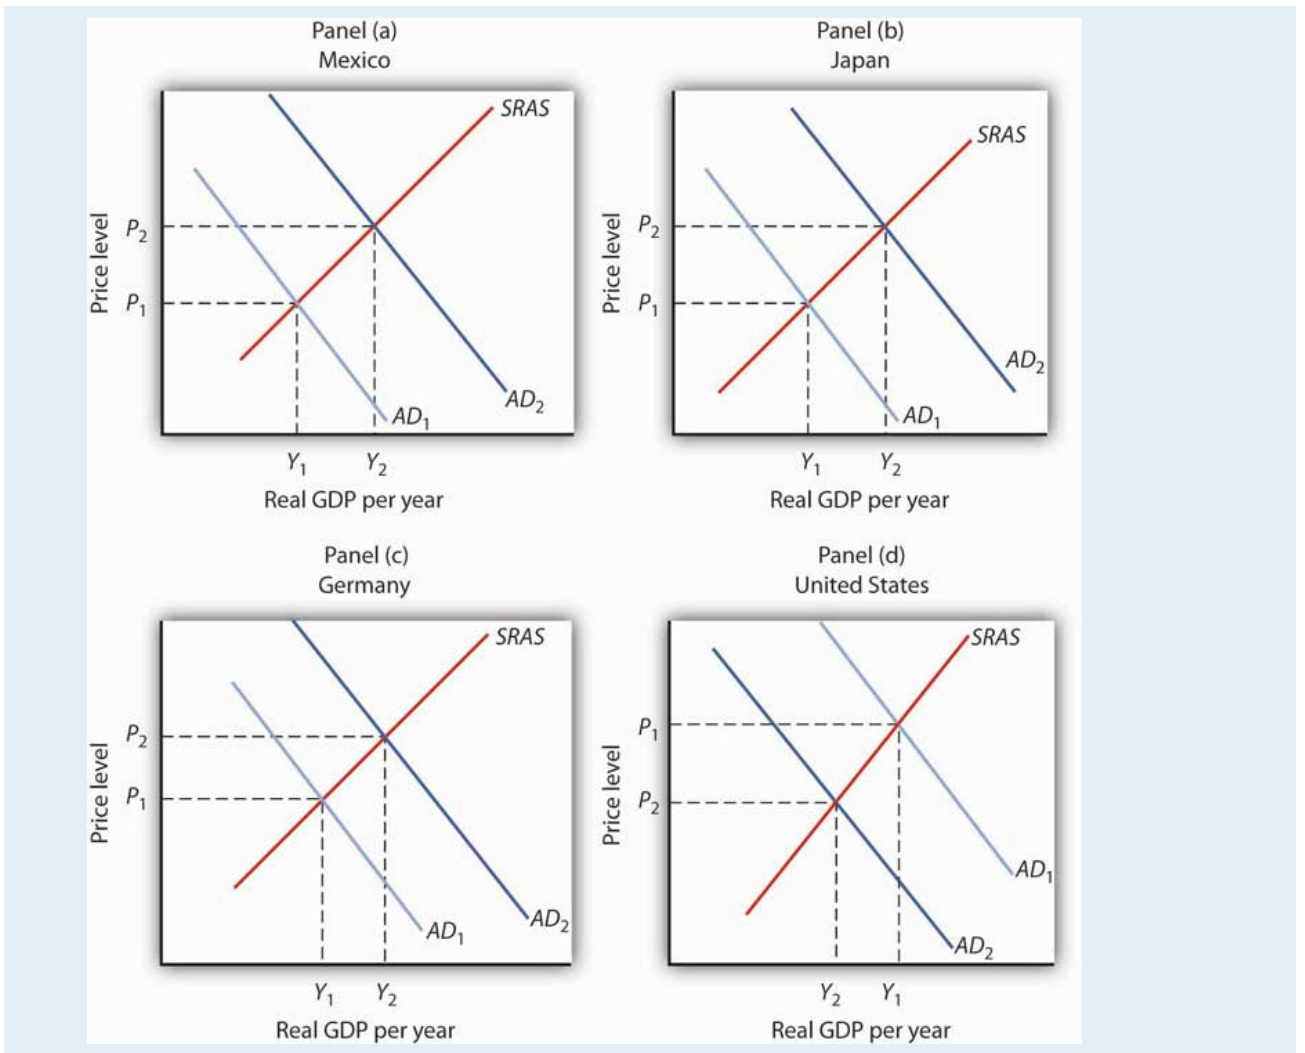 Panel (a)
Mexico
Price level
P2
P1
SRAS
AD2
AD1
Y1 Y2
Real GDP per year
Panel (b)
Japan
Price level
P2
P1
SRAS
AD2
AD1
Y1 Y2
Real GDP per year
Panel (c)
Germany
Price level
P2
P1
SRAS
AD2
AD1
Y1 Y2
Real GDP per year
Panel (d)
United States
Price level
P1
P2
SRAS
AD1
AD2
Y2 Y1
Real GDP per year